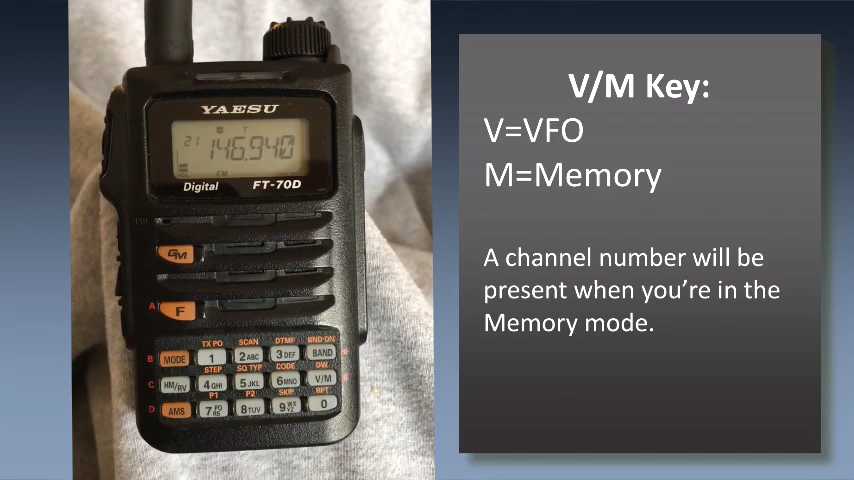 YAESU
21
146.940
FM
Digital FT-70D
GM
A F
TX PO SCAN DTMF BND-DN
B MODE 1 2ABC 3DEF BAND
STEP SQ TYP CODE DW
C HM/RV 4GHI 5JKL 6MNO V/M
P1 P2 SKIP RPT
D AMS 7PQRS 8TUV 9WXYZ 0
V/M Key:
V=VFO
M=Memory
A channel number will be
present when you're in the
Memory mode.